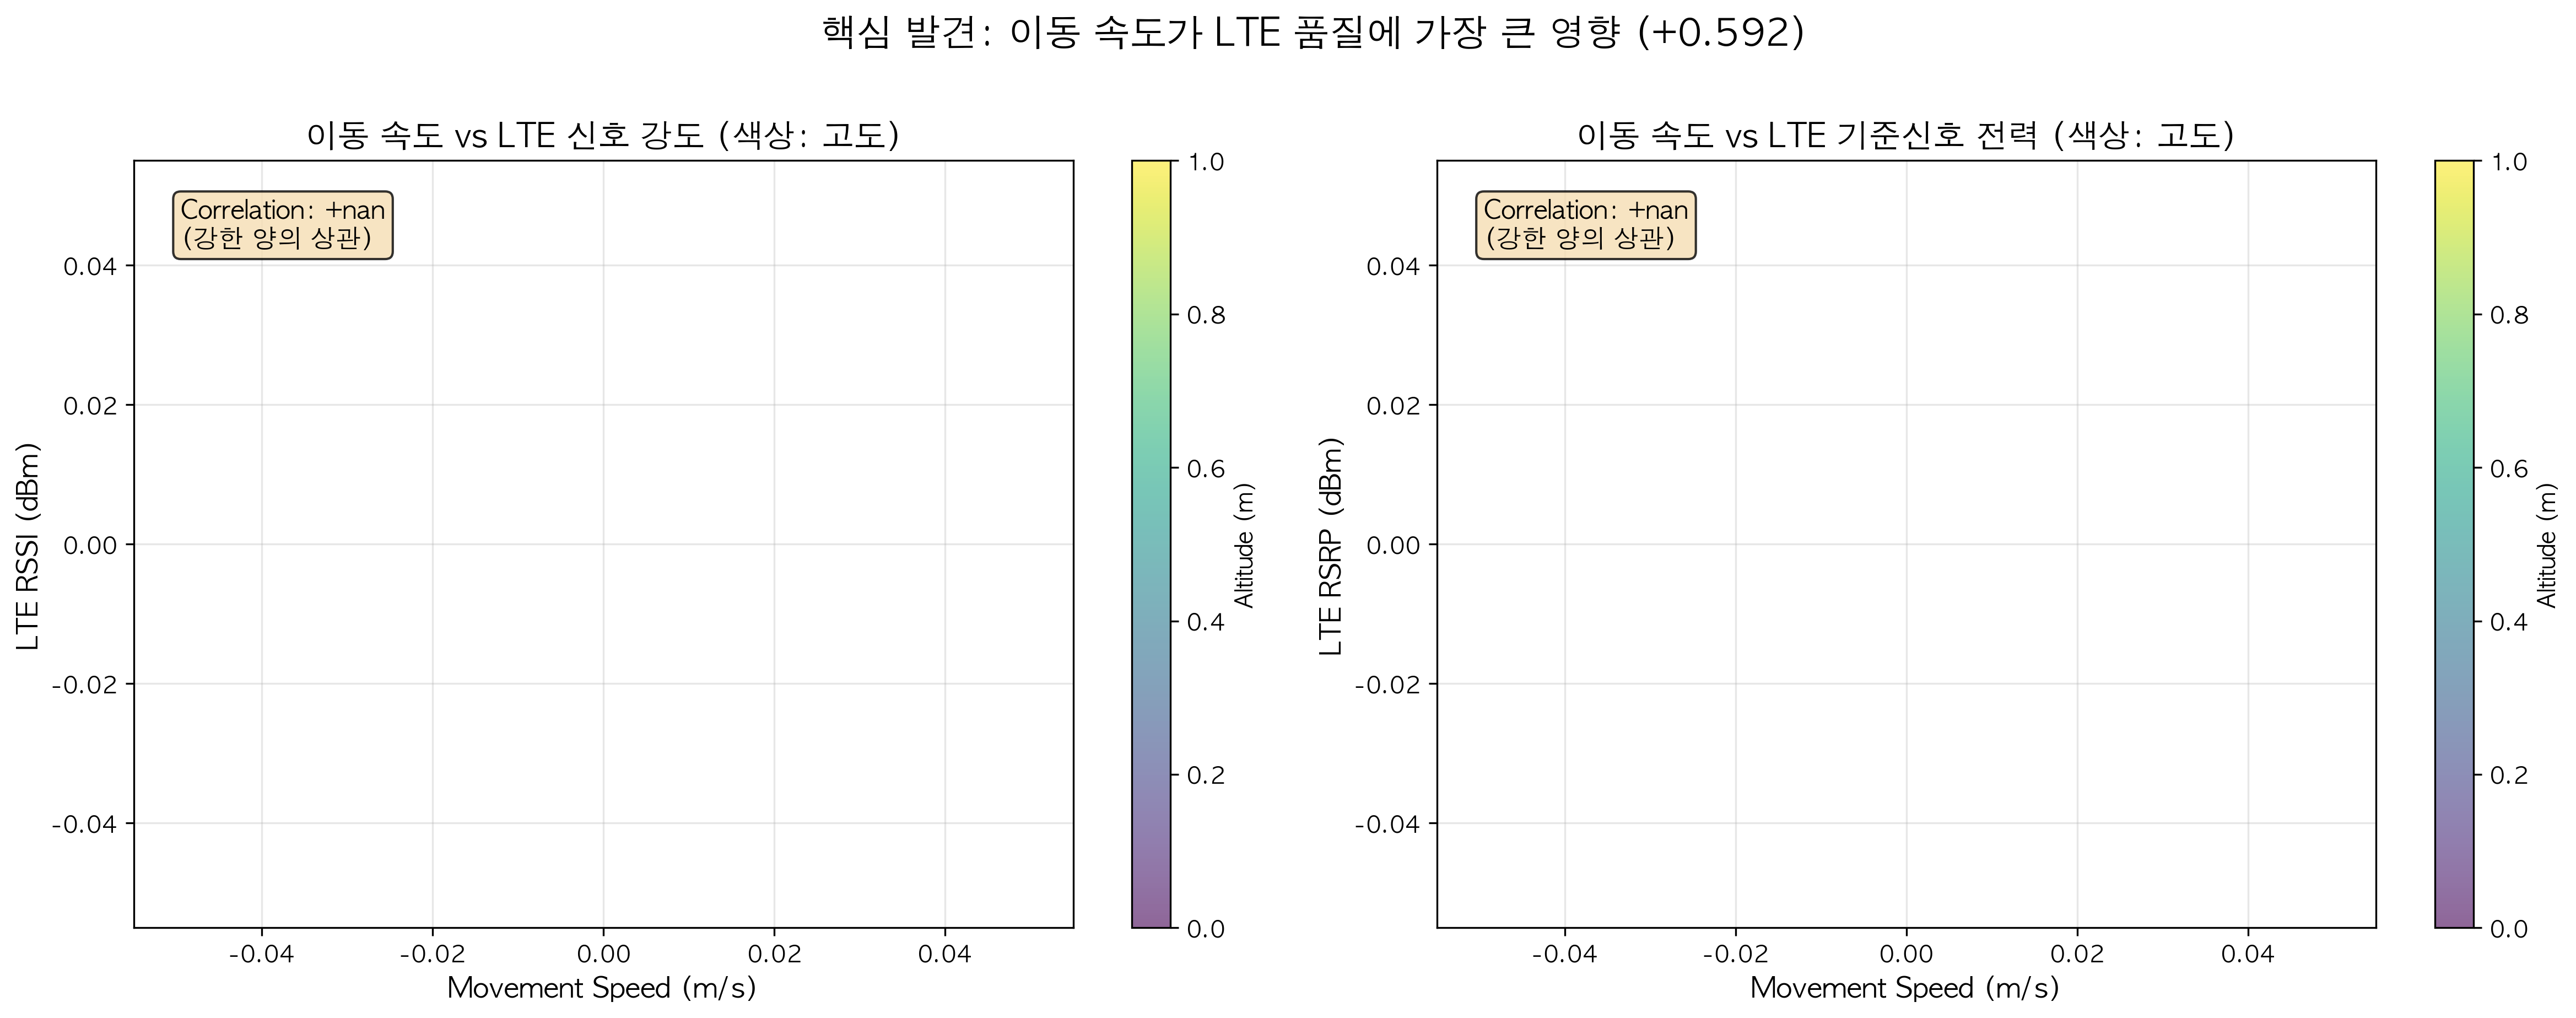 핵심 발견: 이동 속도가 LTE 품질에 가장 큰 영향 (+0.592)
이동 속도 vs LTE 신호 강도 (색상: 고도)
Correlation: +nan
(강한 양의 상관)
0.04
0.02
0.00
-0.02
-0.04
LTE RSSI (dBm)
-0.04
-0.02
0.00
0.02
0.04
Movement Speed (m/s)
1.0
0.8
0.6
0.4
0.2
0.0
Altitude (m)
이동 속도 vs LTE 기준신호 전력 (색상: 고도)
Correlation: +nan
(강한 양의 상관)
0.04
0.02
0.00
-0.02
-0.04
LTE RSRP (dBm)
-0.04
-0.02
0.00
0.02
0.04
Movement Speed (m/s)
1.0
0.8
0.6
0.4
0.2
0.0
Altitude (m)